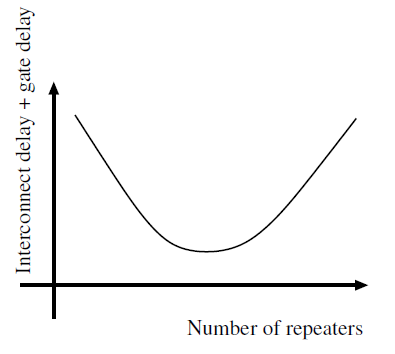 Interconnect delay + gate delay
Number of repeaters